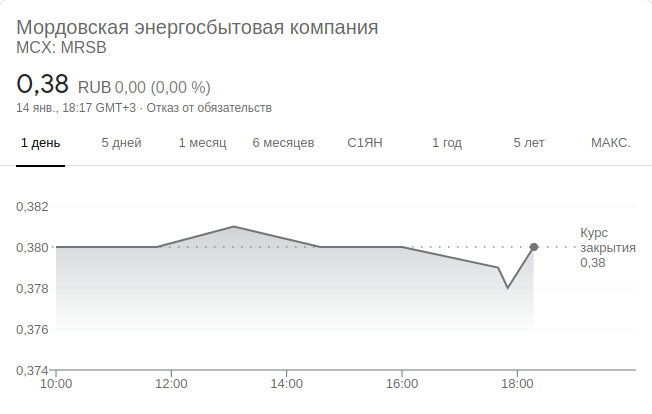 Мордовская энергосбытовая компания
MCX: MRSB
0,38 RUB 0,00 (0,00 %)
14 янв., 18:17 GMT+3 · Отказ от обязательств
1 день 5 дней 1 месяц 6 месяцев С1ЯН 1 год 5 лет МАКС.
0,382
Курс
0,380 закрытия
0,38
0,378
0,376
0,374
10:00 12:00 14:00 16:00 18:00